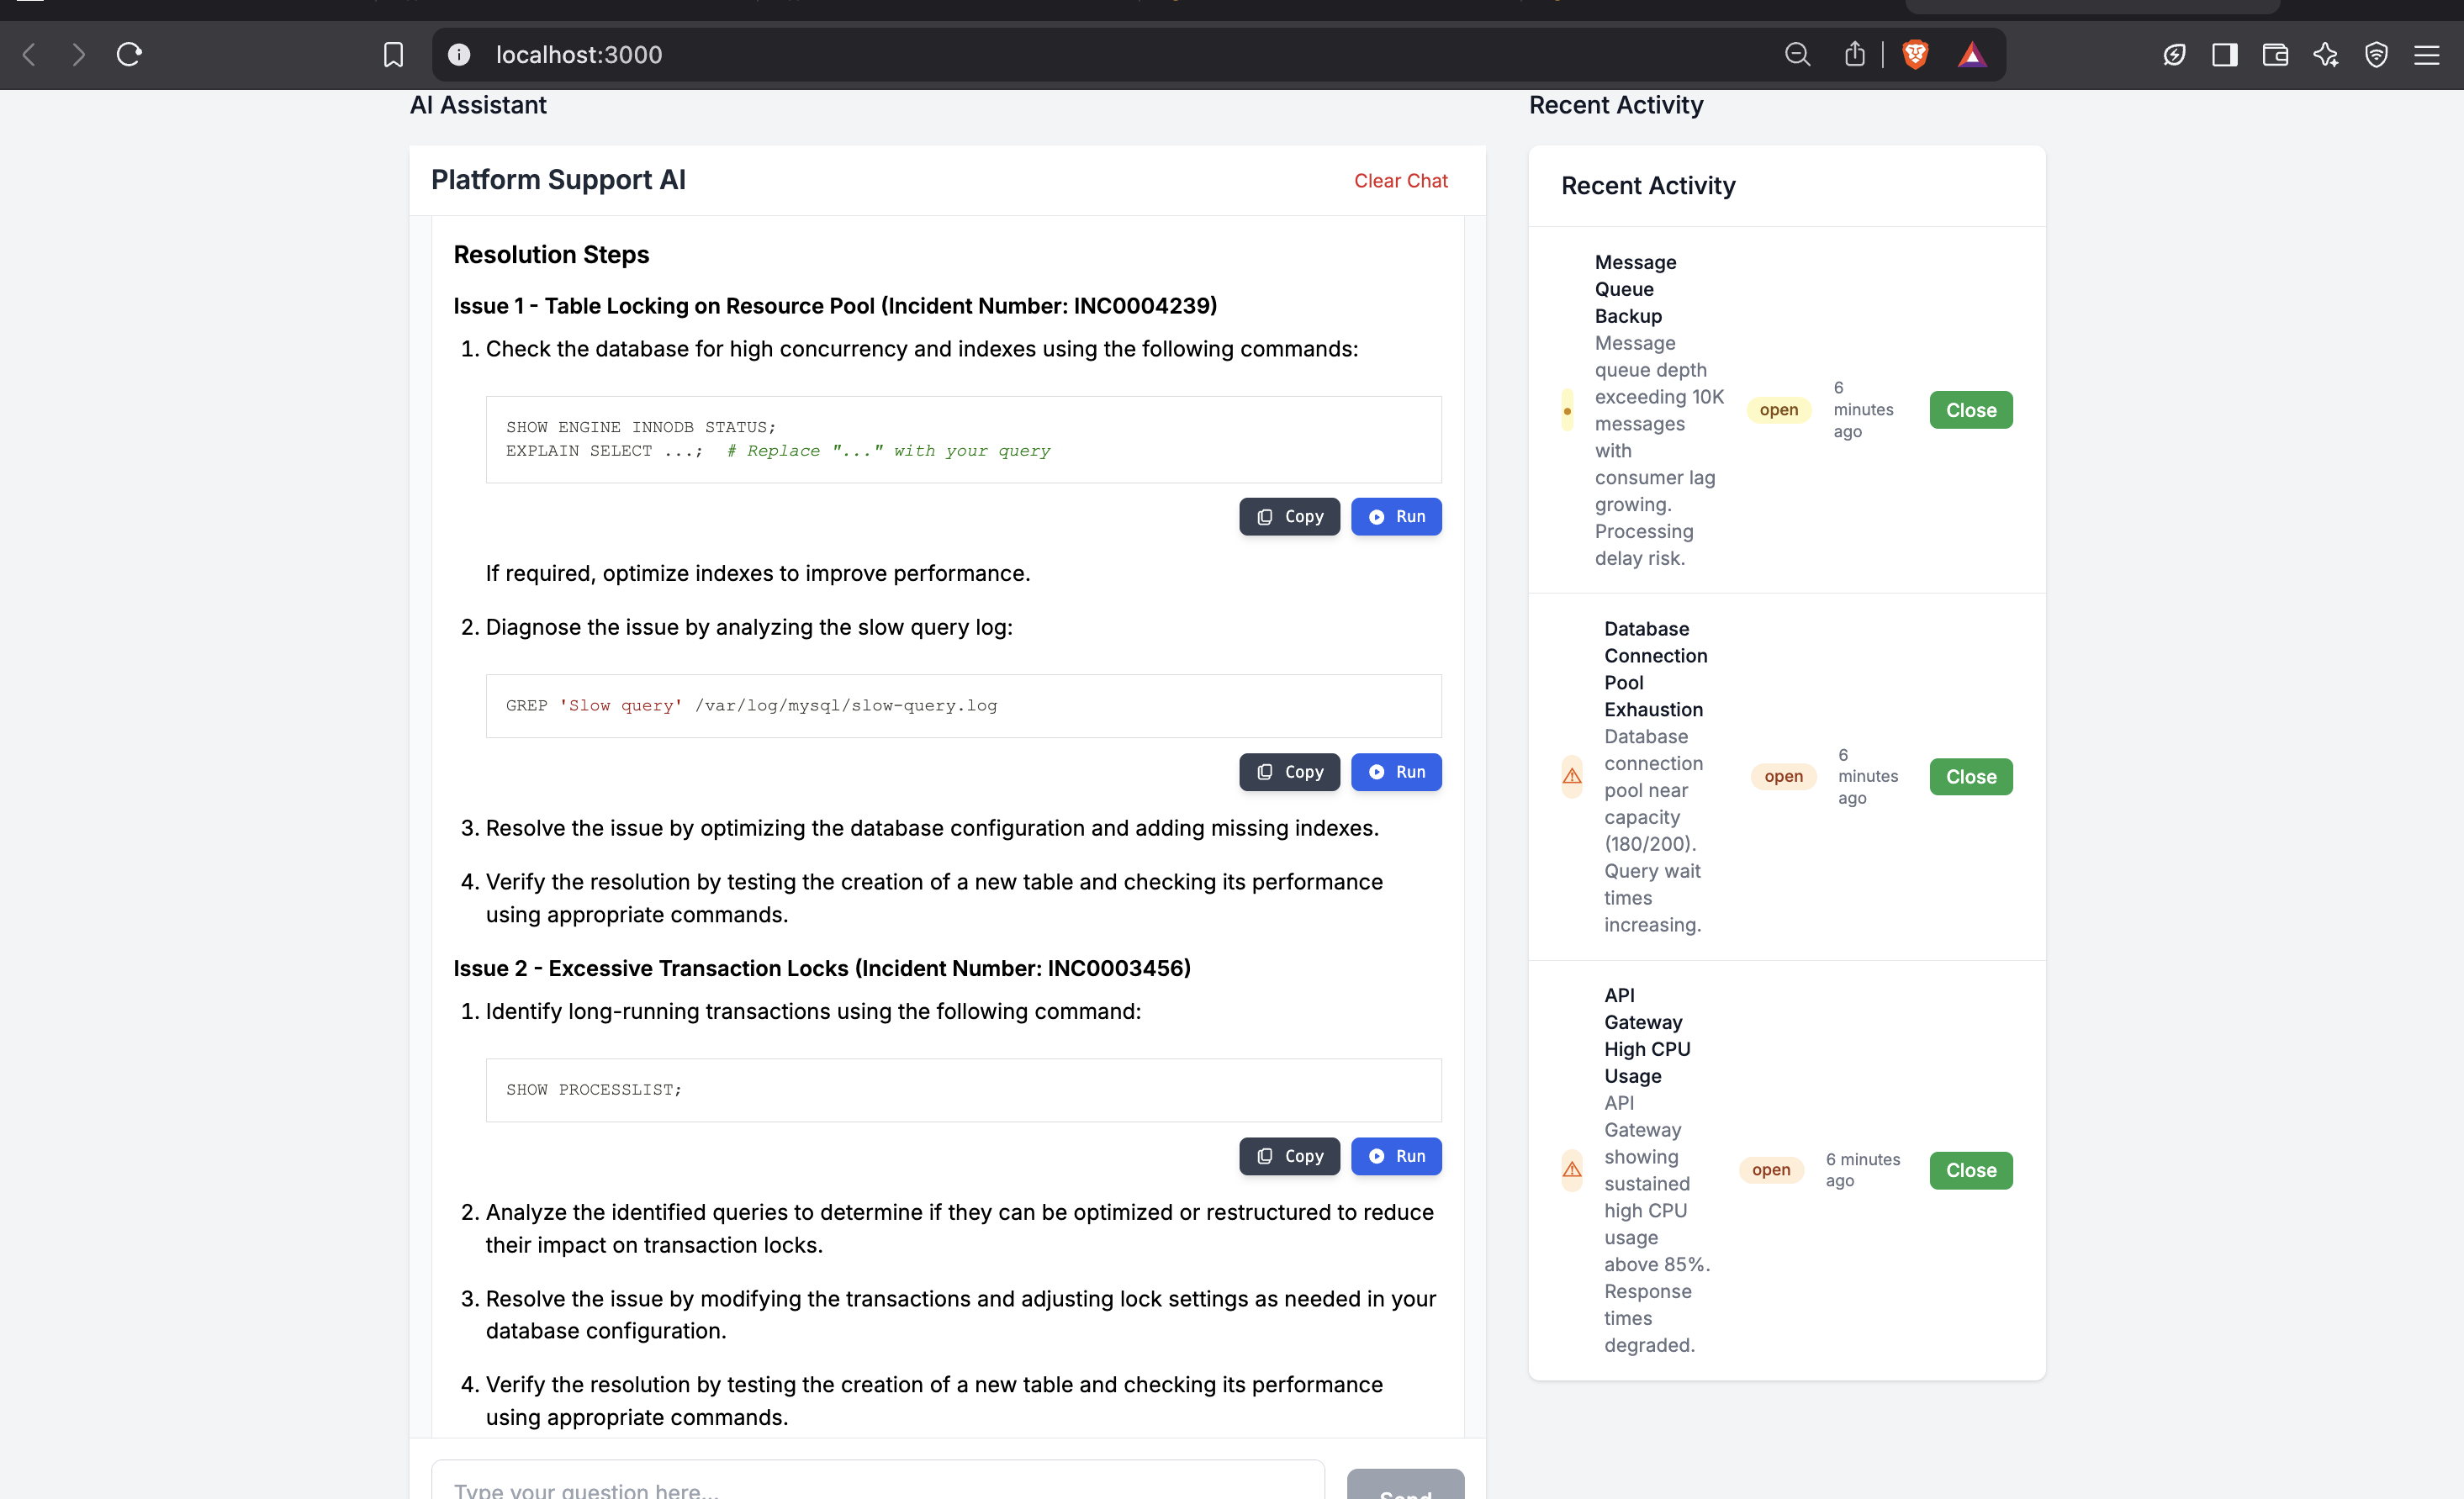 localhost:3000
AI Assistant
Platform Support AI
Clear Chat
Resolution Steps
Issue 1 - Table Locking on Resource Pool (Incident Number: INC0004239)
1. Check the database for high concurrency and indexes using the following commands:
SHOW ENGINE INNODB STATUS;
EXPLAIN SELECT ...;  # Replace "..." with your query
Copy
Run
If required, optimize indexes to improve performance.
2. Diagnose the issue by analyzing the slow query log:
GREP 'Slow query' /var/log/mysql/slow-query.log
Copy
Run
3. Resolve the issue by optimizing the database configuration and adding missing indexes.
4. Verify the resolution by testing the creation of a new table and checking its performance
using appropriate commands.
Issue 2 - Excessive Transaction Locks (Incident Number: INC0003456)
1. Identify long-running transactions using the following command:
SHOW PROCESSLIST;
Copy
Run
2. Analyze the identified queries to determine if they can be optimized or restructured to reduce
their impact on transaction locks.
3. Resolve the issue by modifying the transactions and adjusting lock settings as needed in your
database configuration.
4. Verify the resolution by testing the creation of a new table and checking its performance
using appropriate commands.
Type your question here...
Send
Recent Activity
Recent Activity
Message
Queue
Backup
Message
queue depth
exceeding 10K
messages
with
consumer lag
growing.
Processing
delay risk.
open
6
minutes
ago
Close
Database
Connection
Pool
Exhaustion
Database
connection
pool near
capacity
(180/200).
Query wait
times
increasing.
open
6
minutes
ago
Close
API
Gateway
High CPU
Usage
API
Gateway
showing
sustained
high CPU
usage
above 85%.
Response
times
degraded.
open
6 minutes
ago
Close